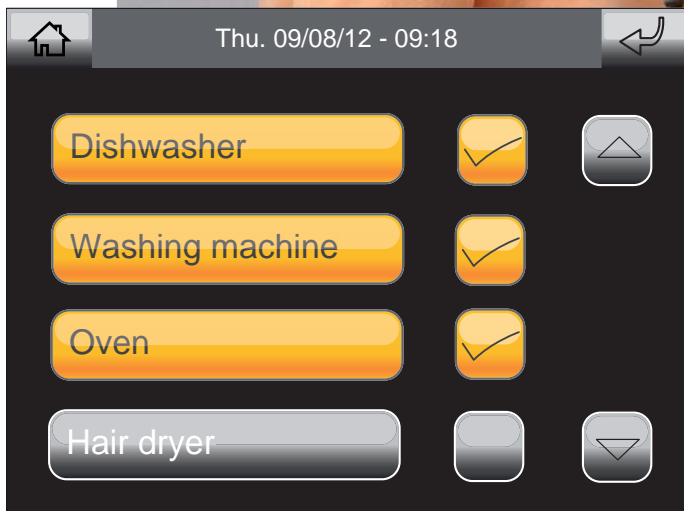 Thu. 09/08/12 - 09:18
Dishwasher
Washing machine
Oven
Hair dryer